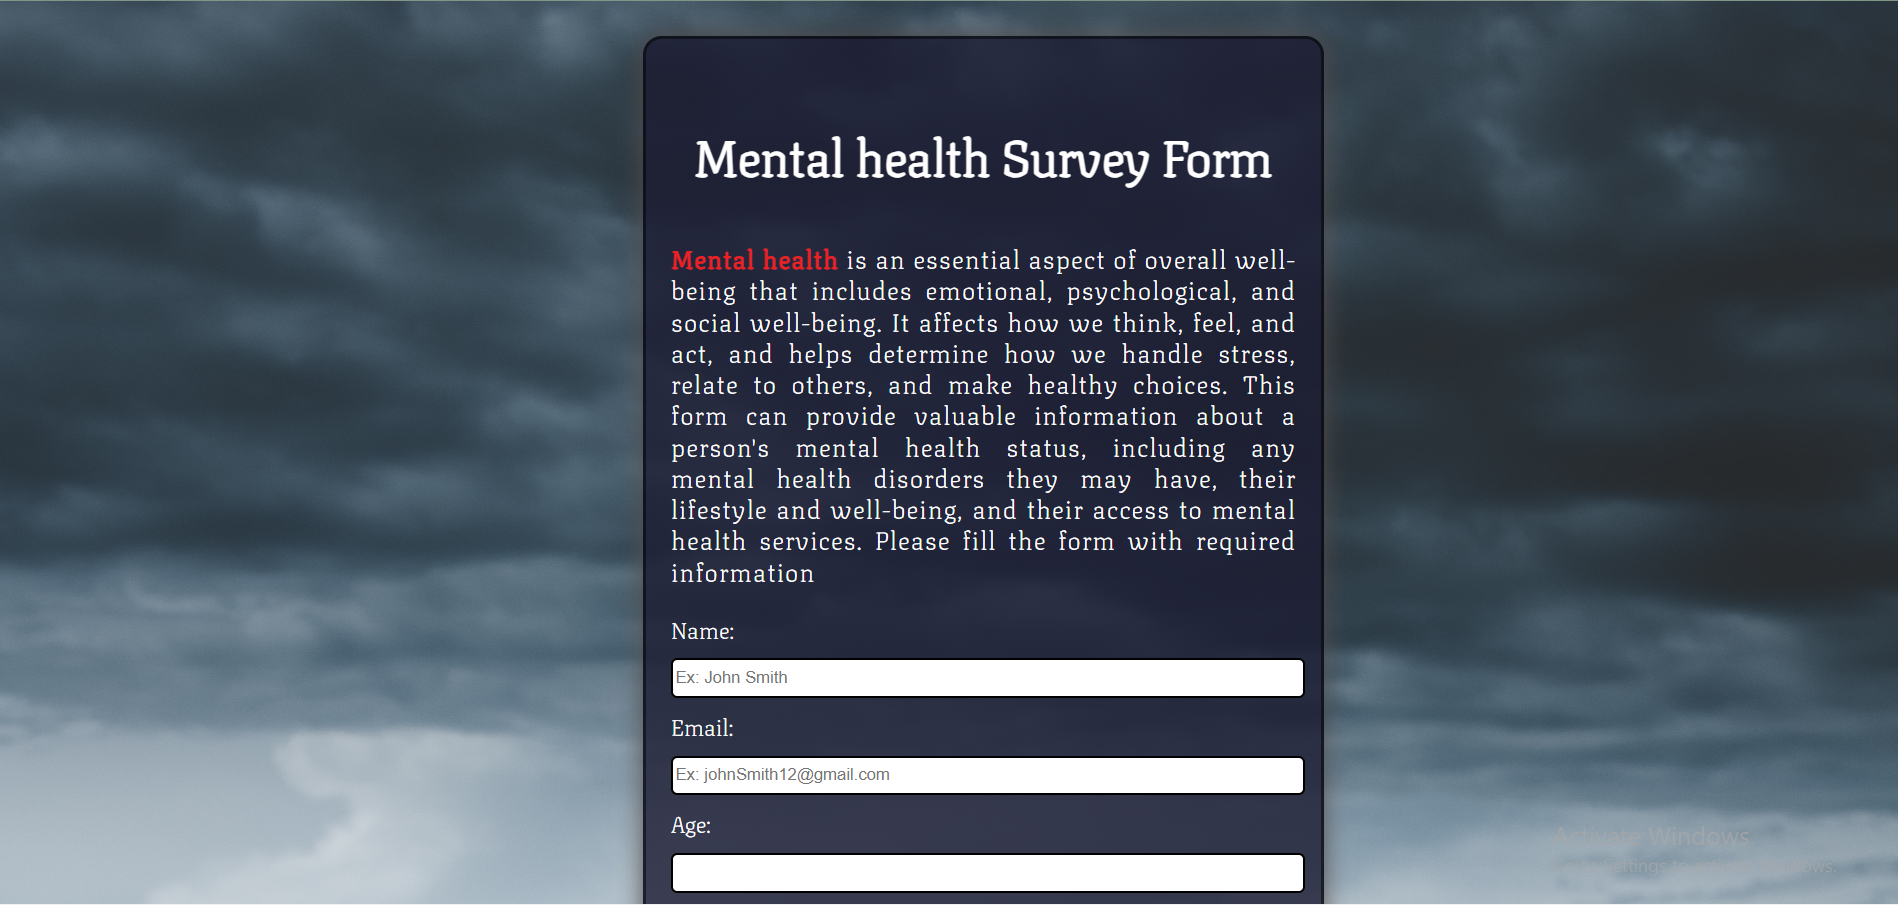 Mental health Survey Form
Mental health is an essential aspect of overall well-
being that includes emotional, psychological, and
social well-being. It affects how we think, feel, and
act, and helps determine how we handle stress,
relate to others, and make healthy choices. This
form can provide valuable information about a
person's mental health status, including any
mental health disorders they may have, their
lifestyle and well-being, and their access to mental
health services. Please fill the form with required
information
Name:
Ex: John Smith
Email:
Ex: johnSmith12@gmail.com
Age:
Activate Windows
Settings to activate Windows.